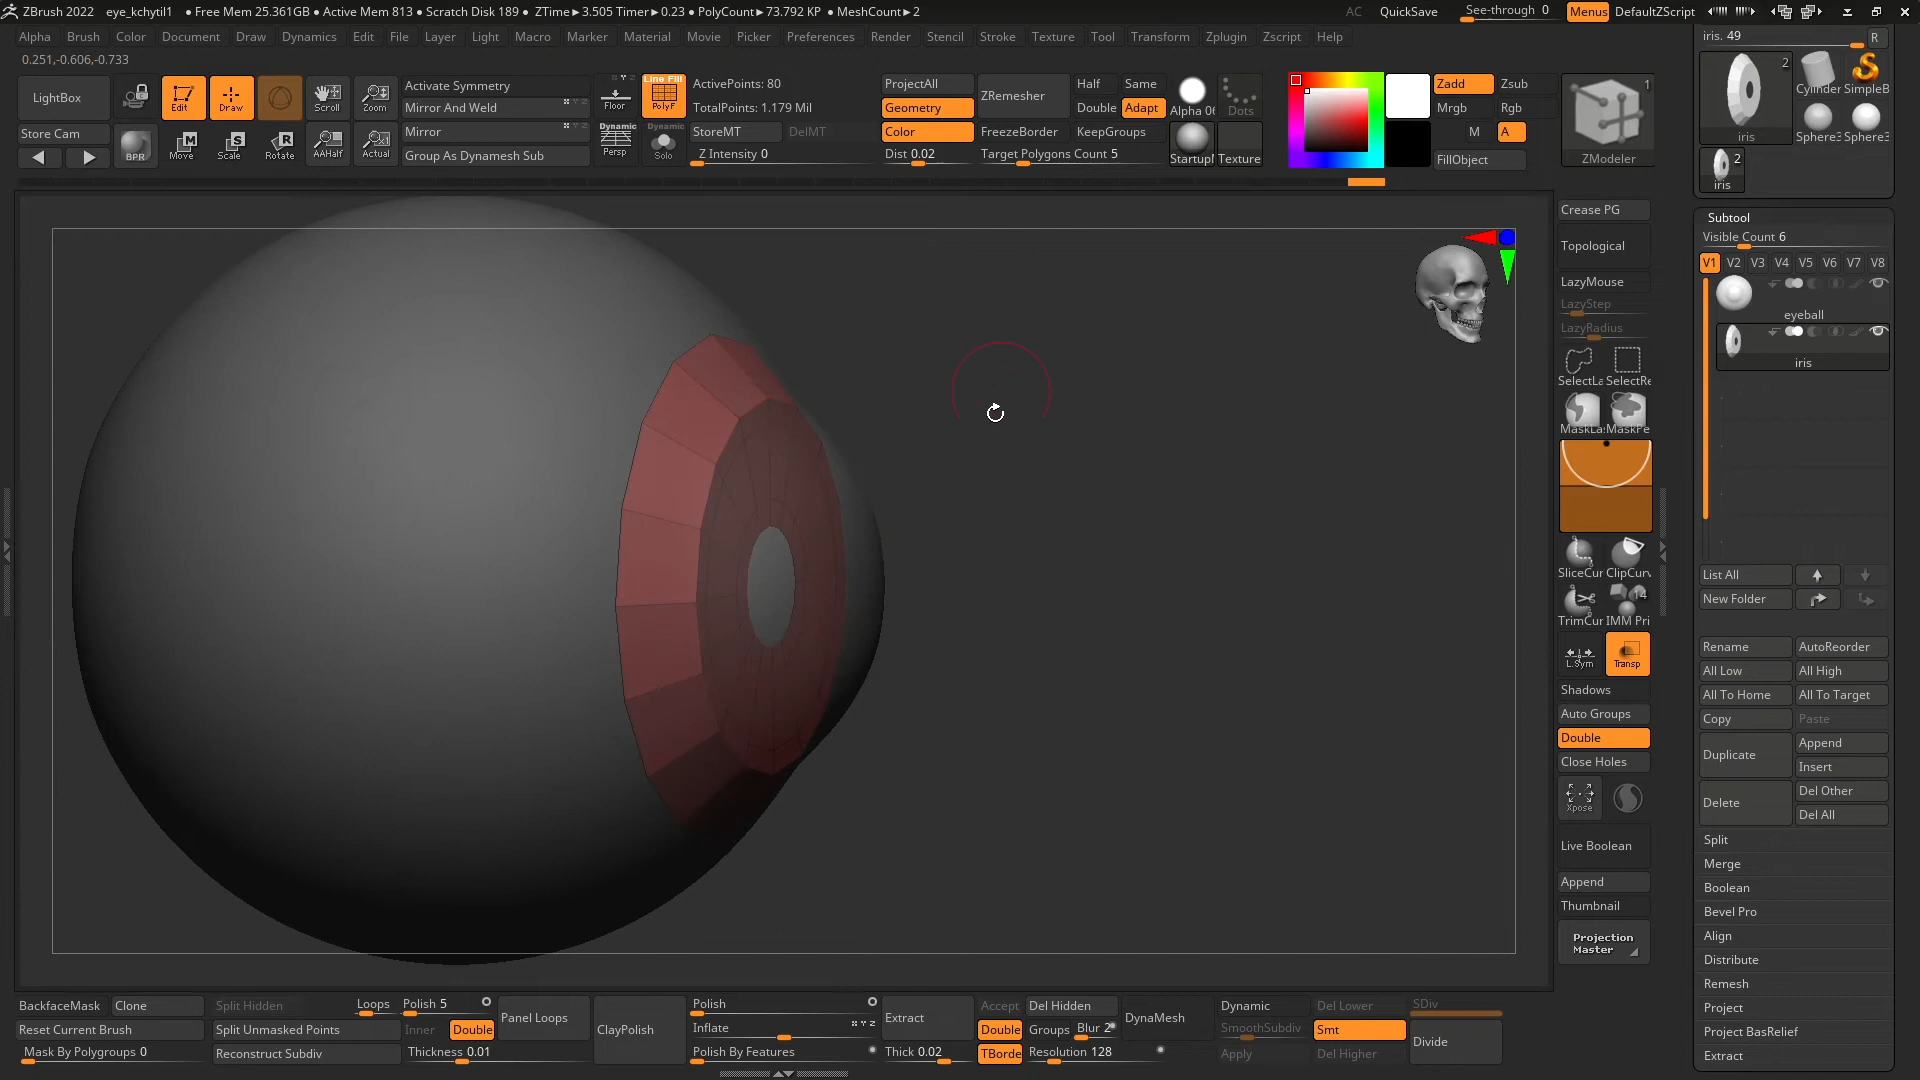 ZBrush 2022 eye_kchytil1 ● Free Mem 25.361GB ● Active Mem 813 ● Scratch Disk 189 ● ZTime►3.505 Timer►0.23 ● PolyCount►73.792 KP ● MeshCount►2 AC QuickSave See-through 0 Menus DefaultZScript
Alpha Brush Color Document Draw Dynamics Edit File Layer Light Macro Marker Material Movie Picker Preferences Render Stencil Stroke Texture Tool Transform Zplugin Zscript Help
0.251,-0.606,-0.733
LightBox
Store Cam
BPR
Edit
Draw
Move
Scale
Rotate
Scroll
Zoom
AAHalf
Actual
Activate Symmetry
Mirror And Weld
Mirror
Group As Dynamesh Sub
Floor
Line Fill
PolyF
Dynamic
Persp
Dynamic
Solo
ActivePoints: 80
TotalPoints: 1.179 Mil
StoreMT DelMT
Z Intensity 0
ProjectAll
Geometry
Color
Dist 0.02
ZRemesher
FreezeBorder
Half Same
Double Adapt
KeepGroups
Target Polygons Count 5
Alpha 06
Dots
StartupM
Texture
Zadd Zsub
Mrgb Rgb
M A
FillObject
1
ZModeler
iris. 49
R
2
iris
Cylinder
SimpleB
Sphere3
Sphere3
2
iris
Subtool
Visible Count 6
V1 V2 V3 V4 V5 V6 V7 V8
eyeball
iris
List All
New Folder
Rename AutoReorder
All Low All High
All To Home All To Target
Copy Paste
Duplicate Append
Insert
Delete Del Other
Del All
Split
Merge
Boolean
Bevel Pro
Align
Distribute
Remesh
Project
Project BasRelief
Extract
Crease PG
Topological
LazyMouse
LazyStep
LazyRadius
SelectLa SelectRe
MaskLas MaskPe
SliceCur ClipCurv
14
TrimCur IMM Pri
L.Sym Transp
Shadows
Auto Groups
Double
Close Holes
Xpose
Live Boolean
Append
Thumbnail
Projection
Master
BackfaceMask Clone Split Hidden Loops Polish 5
Reset Current Brush Split Unmasked Points Inner Double
Mask By Polygroups 0 Reconstruct Subdiv Thickness 0.01
Panel Loops
ClayPolish
Polish
Inflate
Polish By Features
Extract
Thick 0.02
Accept Del Hidden
Double Groups Blur 2
TBorde Resolution 128
DynaMesh
Dynamic
SmoothSubdiv
Apply
Del Lower
Smt
Del Higher
SDiv
Divide